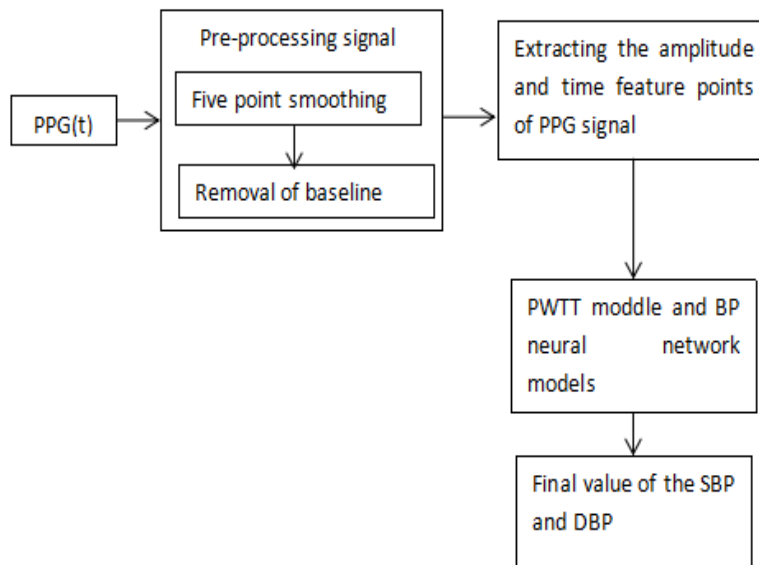 PPG(t)
Pre-processing signal
Five point smoothing
Removal of baseline
Extracting the amplitude
and time feature points
of PPG signal
PWTT moddle and BP
neural network
models
Final value of the SBP
and DBP